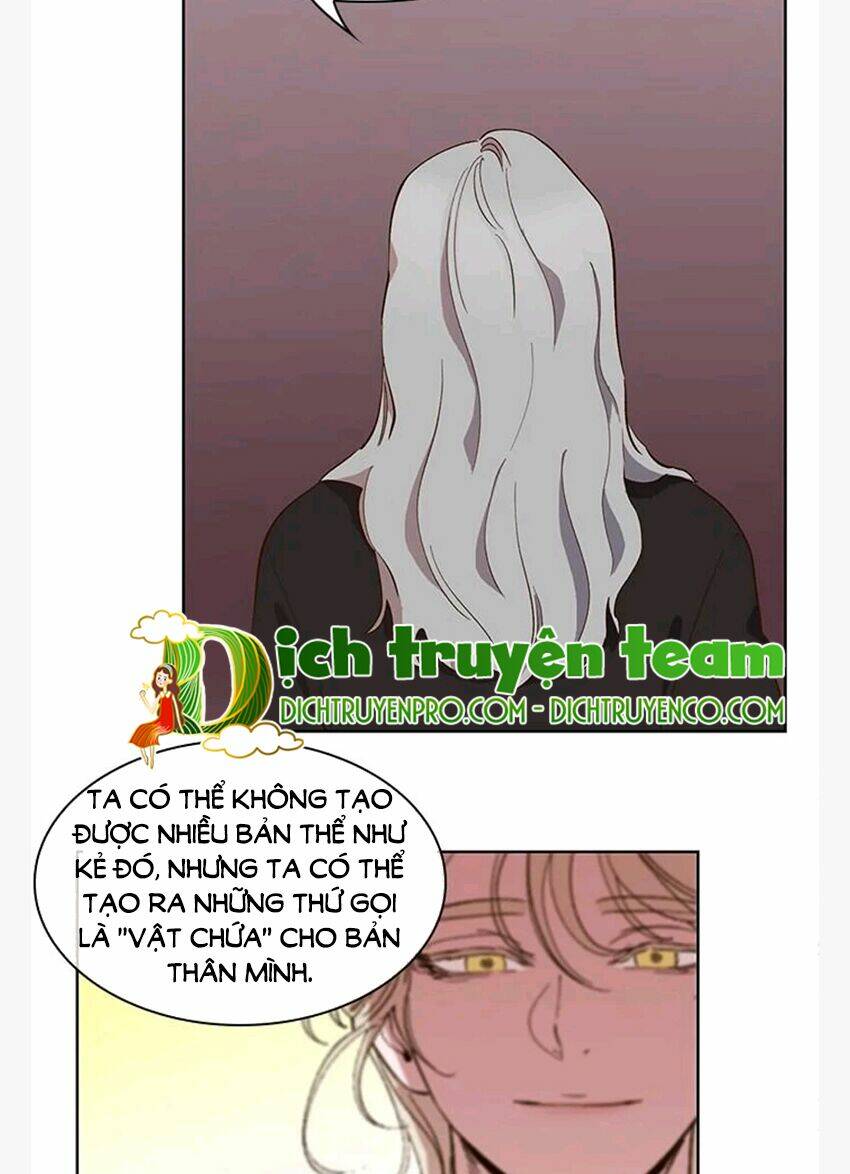 Dịch truyện team
DICHTRUYENPRO.COM - DICHTRUYENCO.COM
TA CÓ THỂ KHÔNG TẠO
ĐƯỢC NHIỀU BẢN THỂ NHƯ
KẺ ĐÓ, NHƯNG TA CÓ THỂ
TẠO RA NHỮNG THỨ GỌI
LÀ "VẬT CHỨA" CHO BẢN
THÂN MÌNH.